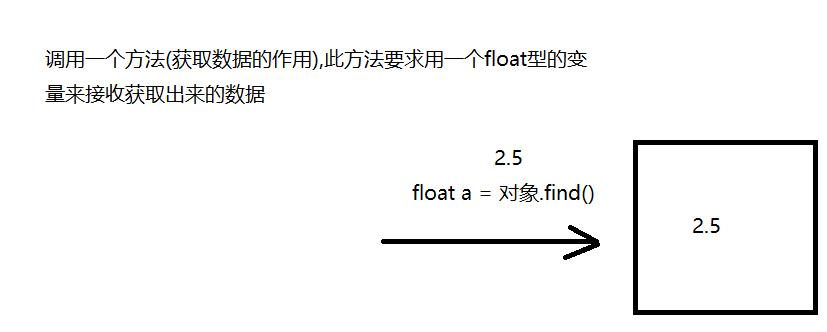 调用一个方法(获取数据的作用),此方法要求用一个float型的变
量来接收获取出来的数据
2.5
float a = 对象.find()
2.5